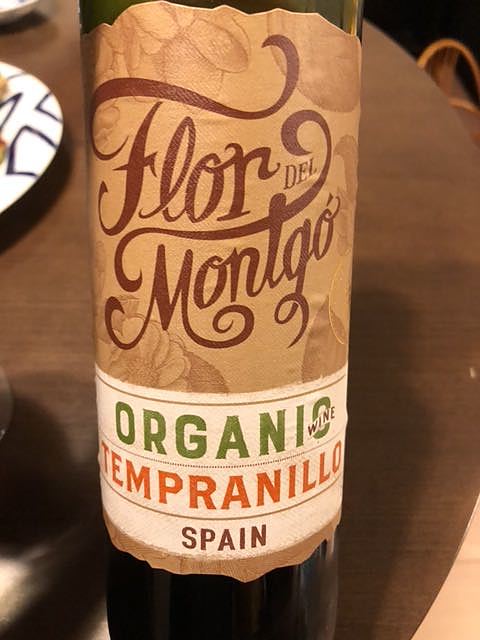 Flor DEL
Montgó
ORGANIC WINE
TEMPRANILLO
SPAIN